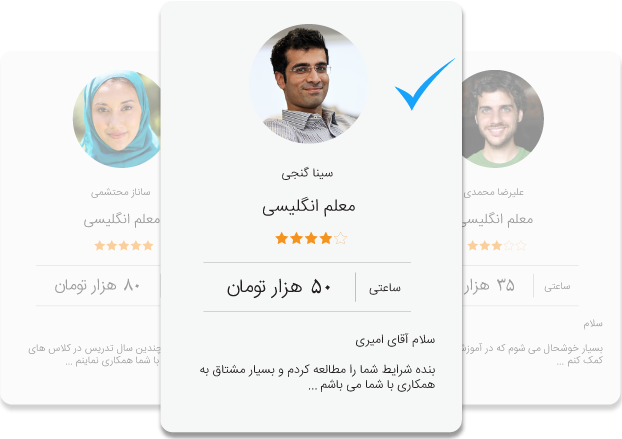 سینا گنجی
معلم انگلیسی
ساعتی ۵۰ هزار تومان
سلام آقای امیری
بنده شرایط شما را مطالعه کردم و بسیار مشتاق به
همکاری با شما می باشم ...
علیرضا محمدی
معلم انگلیسی
ساعتی ۳۵ هزار
سلام
بسیار خوشحال می شوم که در آموزش
کمک کنم ...
ساناز محتشمی
معلم انگلیسی
۸۰ هزار تومان
چندین سال تدریس در کلاس های
با شما همکاری نمایم ...